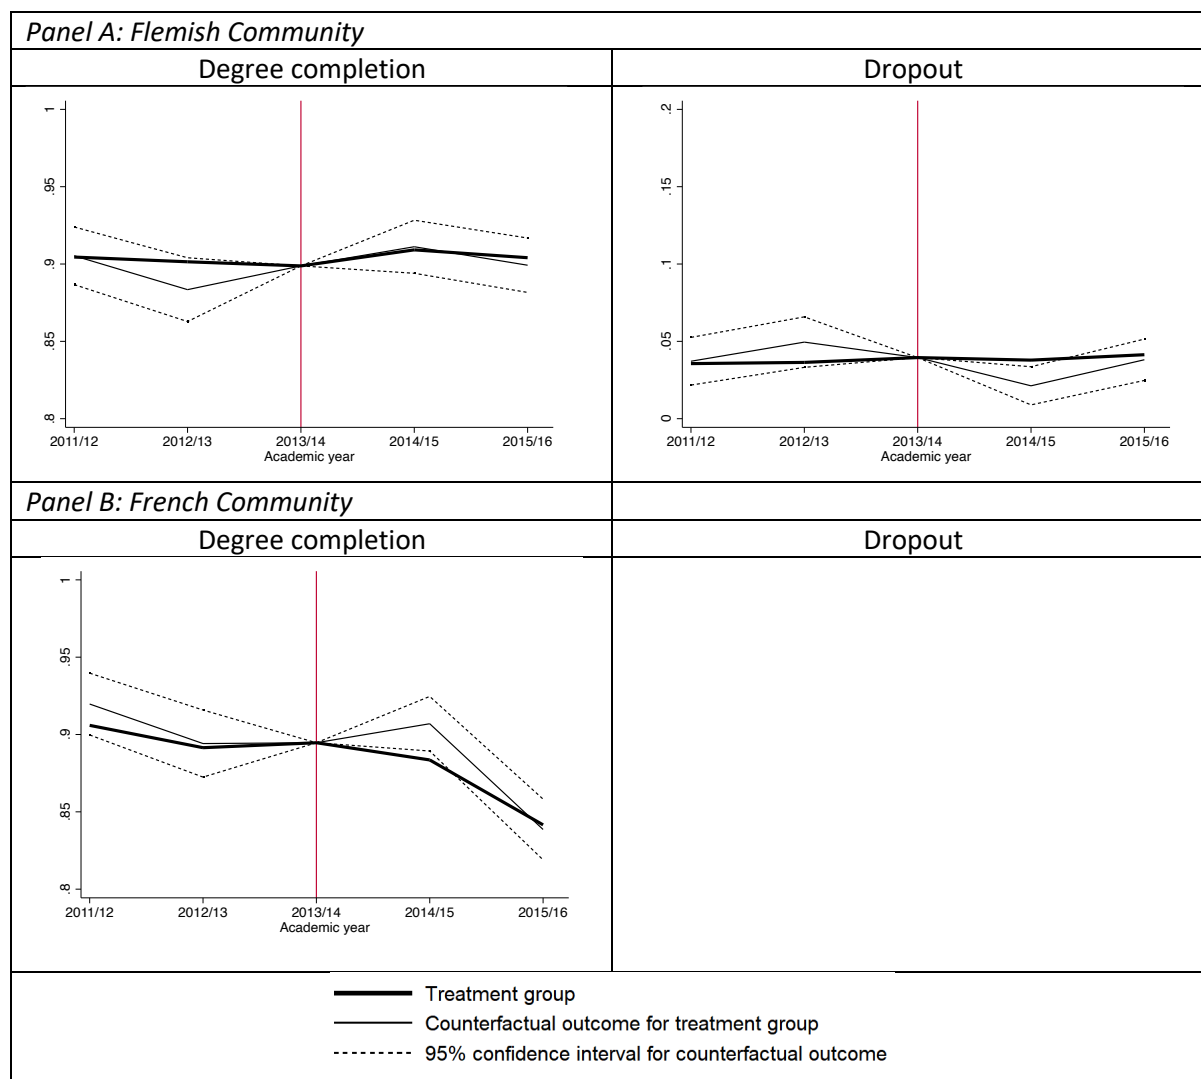 Panel A: Flemish Community
Degree completion
Dropout
1
.95
.9
.85
.8
2011/12 2012/13 2013/14 2014/15 2015/16
Academic year
.2
.15
.1
.05
0
2011/12 2012/13 2013/14 2014/15 2015/16
Academic year
Panel B: French Community
Degree completion
Dropout
1
.95
.9
.85
.8
2011/12 2012/13 2013/14 2014/15 2015/16
Academic year
Treatment group
Counterfactual outcome for treatment group
95% confidence interval for counterfactual outcome